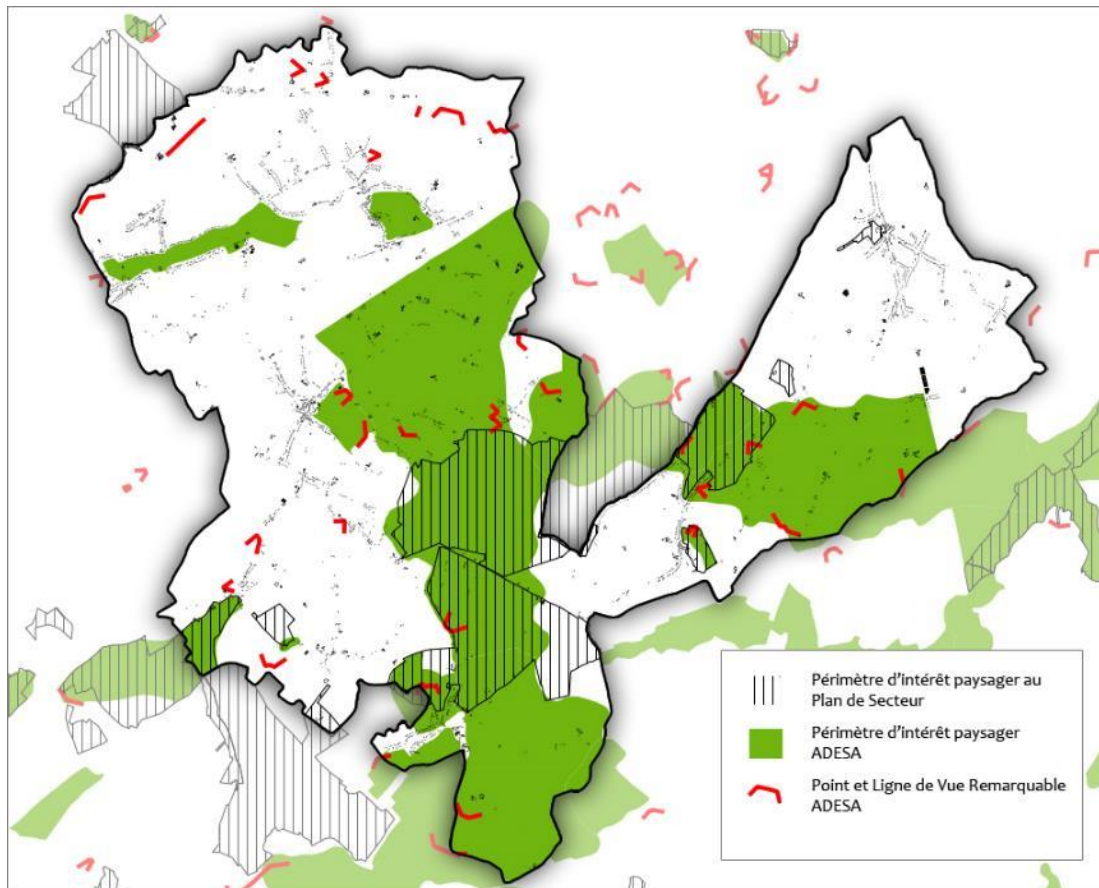 Périmètre d'intérêt paysager au
Plan de Secteur
Périmètre d'intérêt paysager
ADESA
Point et Ligne de Vue Remarquable
ADESA